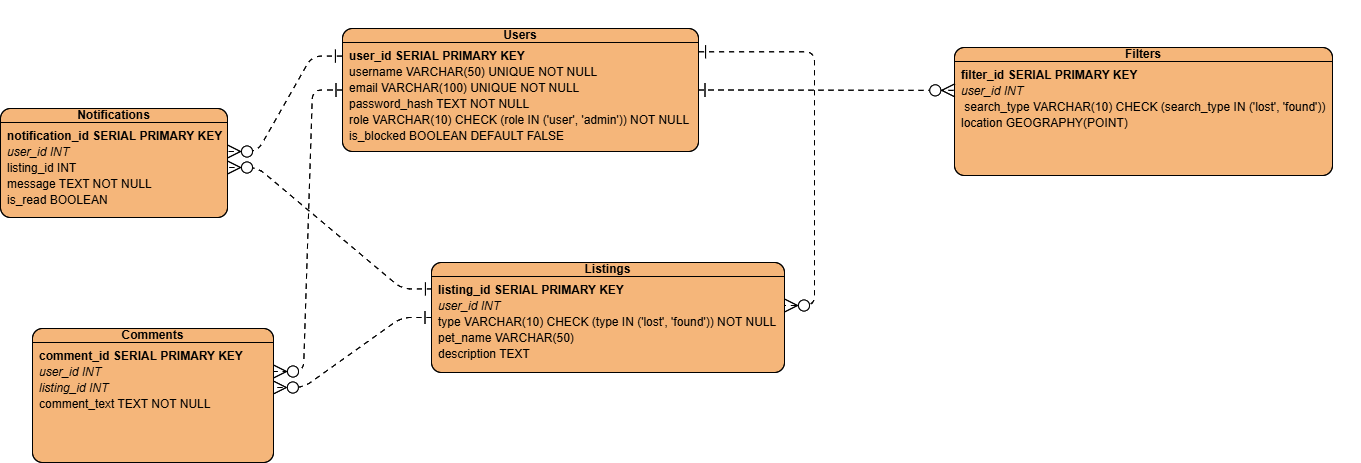 Users
user_id SERIAL PRIMARY KEY
username VARCHAR(50) UNIQUE NOT NULL
email VARCHAR(100) UNIQUE NOT NULL
password_hash TEXT NOT NULL
role VARCHAR(10) CHECK (role IN ('user', 'admin')) NOT NULL
is_blocked BOOLEAN DEFAULT FALSE
Filters
filter_id SERIAL PRIMARY KEY
user_id INT
search_type VARCHAR(10) CHECK (search_type IN ('lost', 'found'))
location GEOGRAPHY(POINT)
Notifications
notification_id SERIAL PRIMARY KEY
user_id INT
listing_id INT
message TEXT NOT NULL
is_read BOOLEAN
Listings
listing_id SERIAL PRIMARY KEY
user_id INT
type VARCHAR(10) CHECK (type IN ('lost', 'found')) NOT NULL
pet_name VARCHAR(50)
description TEXT
Comments
comment_id SERIAL PRIMARY KEY
user_id INT
listing_id INT
comment_text TEXT NOT NULL